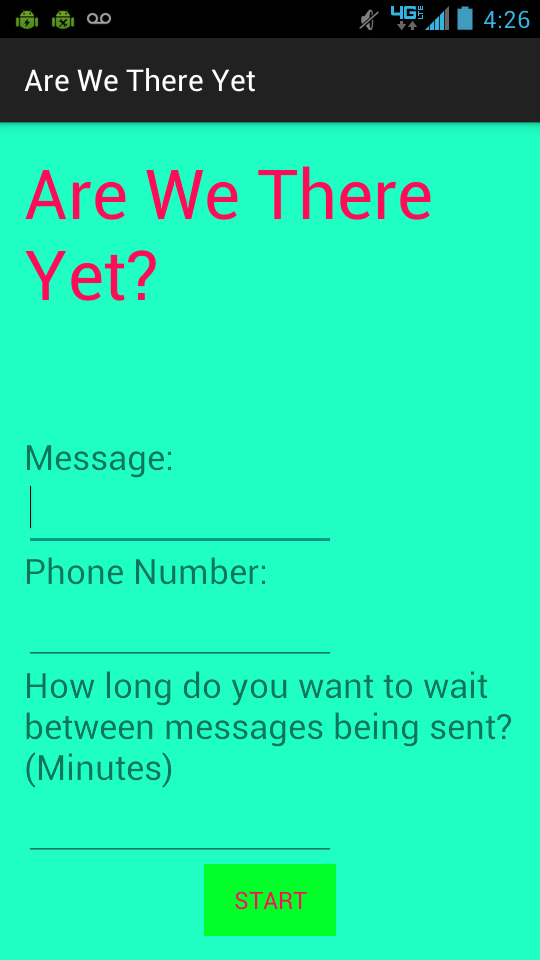 4G LTE 4:26
Are We There Yet
Are We There
Yet?
Message:
Phone Number:
How long do you want to wait
between messages being sent?
(Minutes)
START